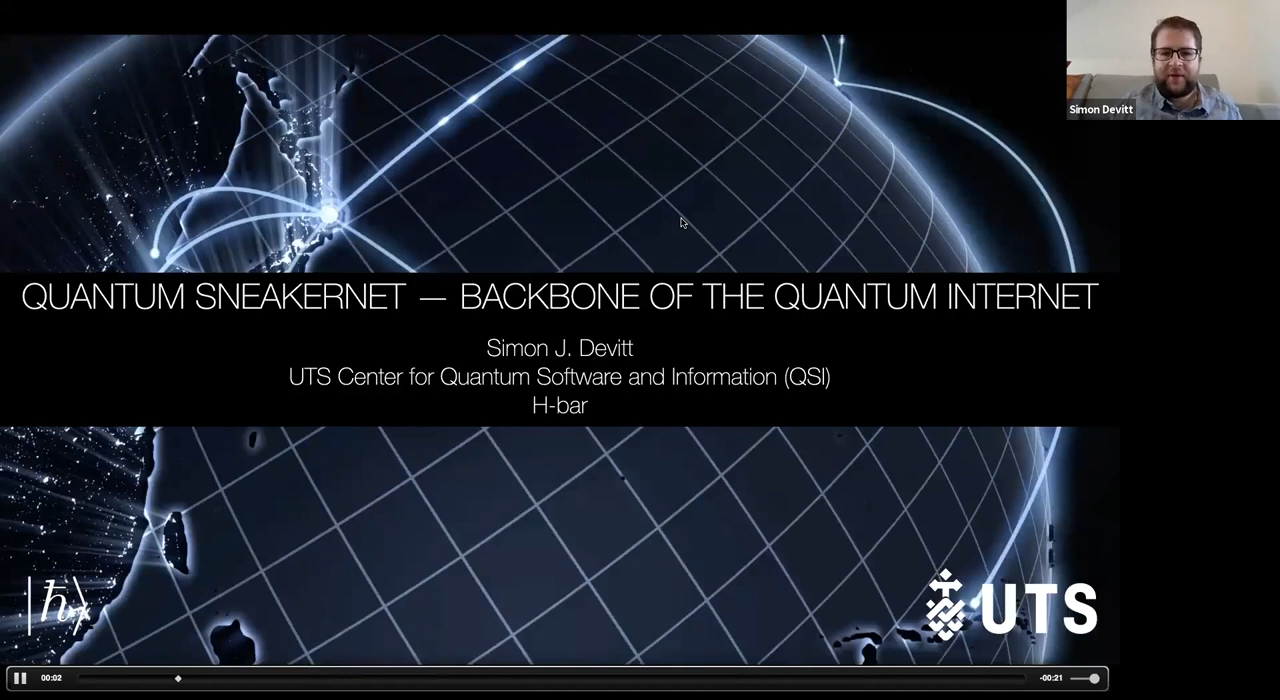 Simon Devitt
QUANTUM SNEAKERNET — BACKBONE OF THE QUANTUM INTERNET
Simon J. Devitt
UTS Center for Quantum Software and Information (QSI)
H-bar
|ħ⟩
UTS
00:02
-00:21